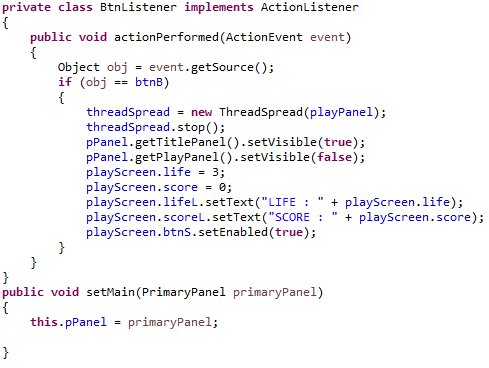 private class BtnListener implements ActionListener
{
    public void actionPerformed(ActionEvent event)
    {
        Object obj = event.getSource();
        if (obj == btnB)
        {
            threadSpread = new ThreadSpread(playPanel);
            threadSpread.stop();
            pPanel.getTitlePanel().setVisible(true);
            pPanel.getPlayPanel().setVisible(false);
            playScreen.life = 3;
            playScreen.score = 0;
            playScreen.lifeL.setText("LIFE : " + playScreen.life);
            playScreen.scoreL.setText("SCORE : " + playScreen.score);
            playScreen.btnS.setEnabled(true);
        }
    }
}
public void setMain(PrimaryPanel primaryPanel)
{
    this.pPanel = primaryPanel;

}